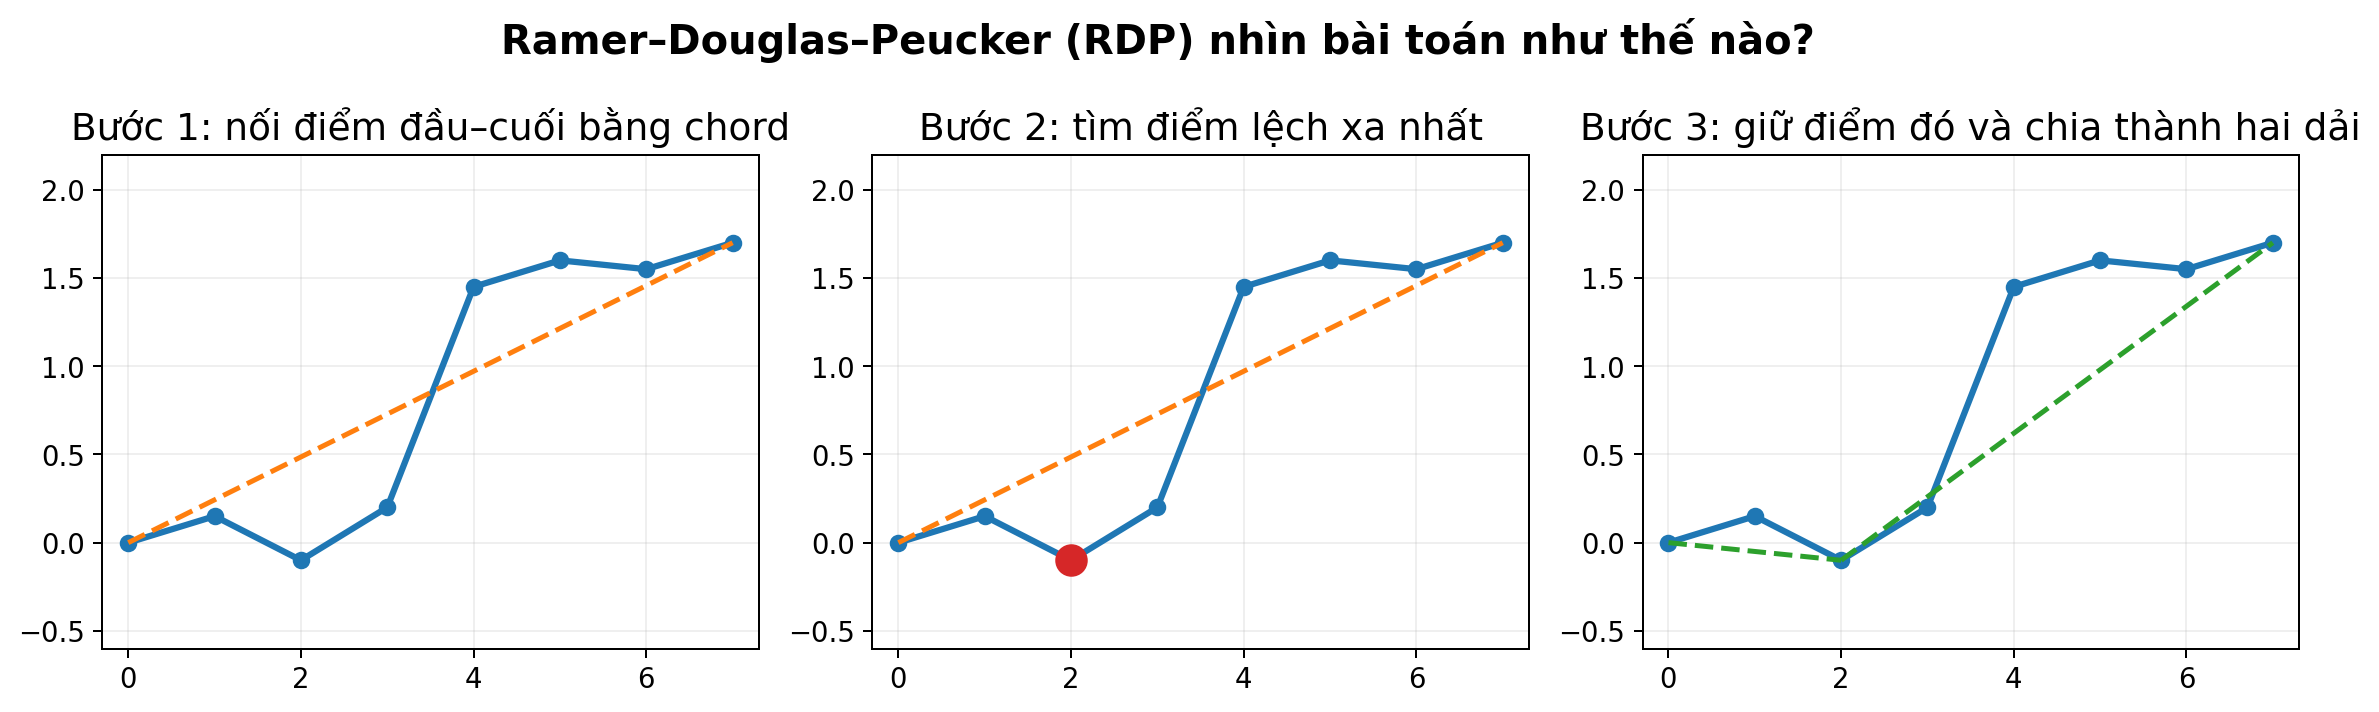 Ramer–Douglas–Peucker (RDP) nhìn bài toán như thế nào?
Bước 1: nối điểm đầu–cuối bằng chord
2.0
1.5
1.0
0.5
0.0
−0.5
0 2 4 6
Bước 2: tìm điểm lệch xa nhất
2.0
1.5
1.0
0.5
0.0
−0.5
0 2 4 6
Bước 3: giữ điểm đó và chia thành hai dải
2.0
1.5
1.0
0.5
0.0
−0.5
0 2 4 6